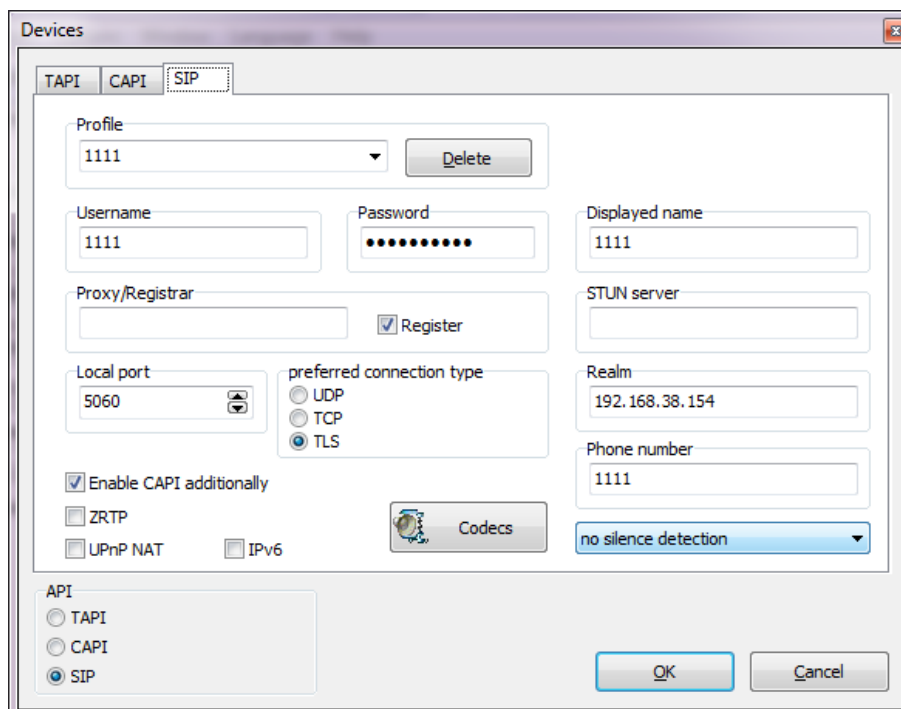 Devices
TAPI CAPI SIP
Profile
1111 Delete
Username Password Displayed name
1111 •••••••••• 1111
Proxy/Registrar STUN server
Register
Local port preferred connection type Realm
5060 UDP 192.168.38.154
TCP
TLS
Phone number
1111
Enable CAPI additionally
ZRTP
Codecs
no silence detection
UPnP NAT IPv6
API
TAPI
CAPI
SIP
OK Cancel